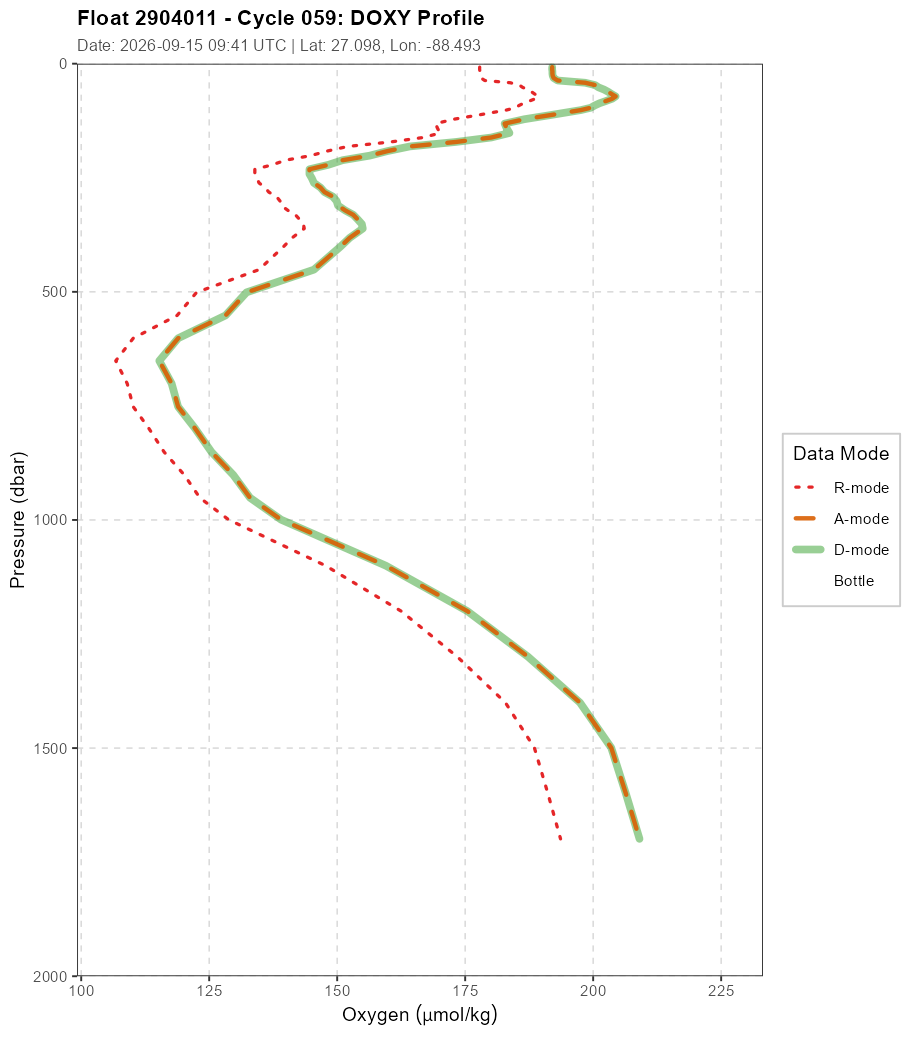 Float 2904011 - Cycle 059: DOXY Profile
Date: 2026-09-15 09:41 UTC | Lat: 27.098, Lon: -88.493
0
500
1000
1500
2000
Pressure (dbar)
100 125 150 175 200 225
Oxygen (µmol/kg)
Data Mode
R-mode
A-mode
D-mode
Bottle